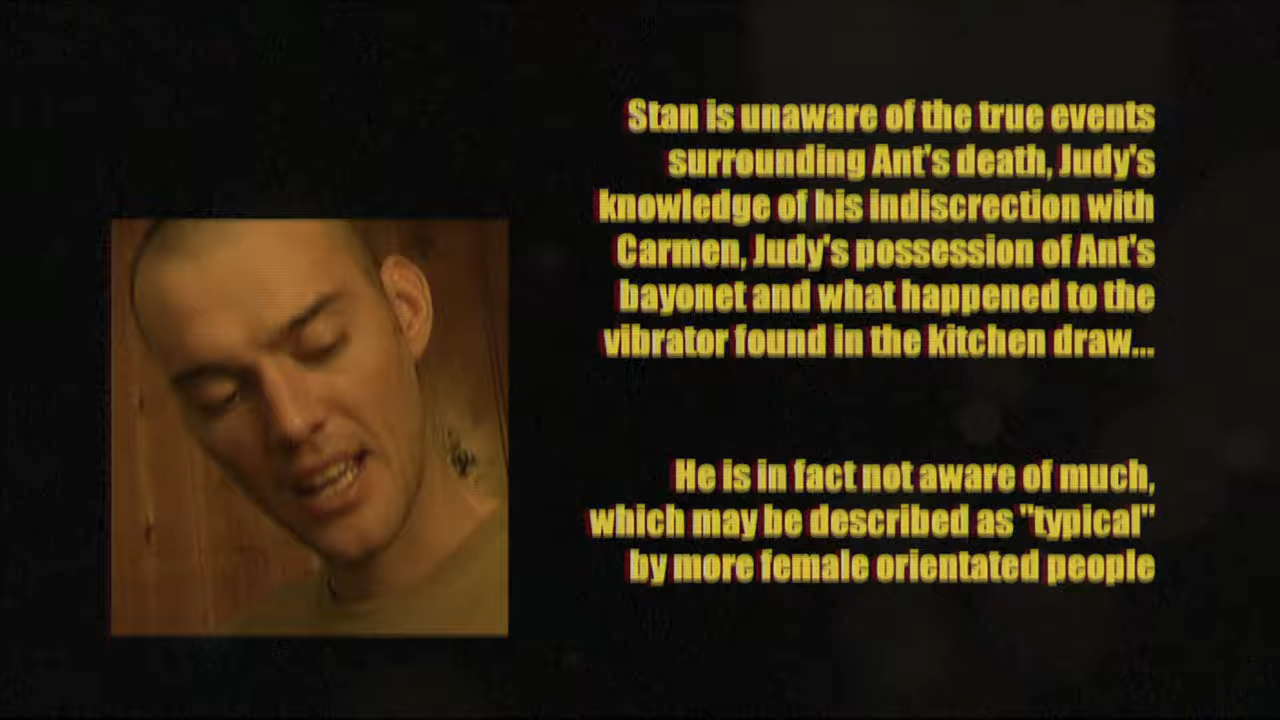 Stan is unaware of the true events
surrounding Ant's death, Judy's
knowledge of his indiscrection with
Carmen, Judy's possession of Ant's
bayonet and what happened to the
vibrator found in the kitchen draw...
He is in fact not aware of much,
which may be described as "typical"
by more female orientated people